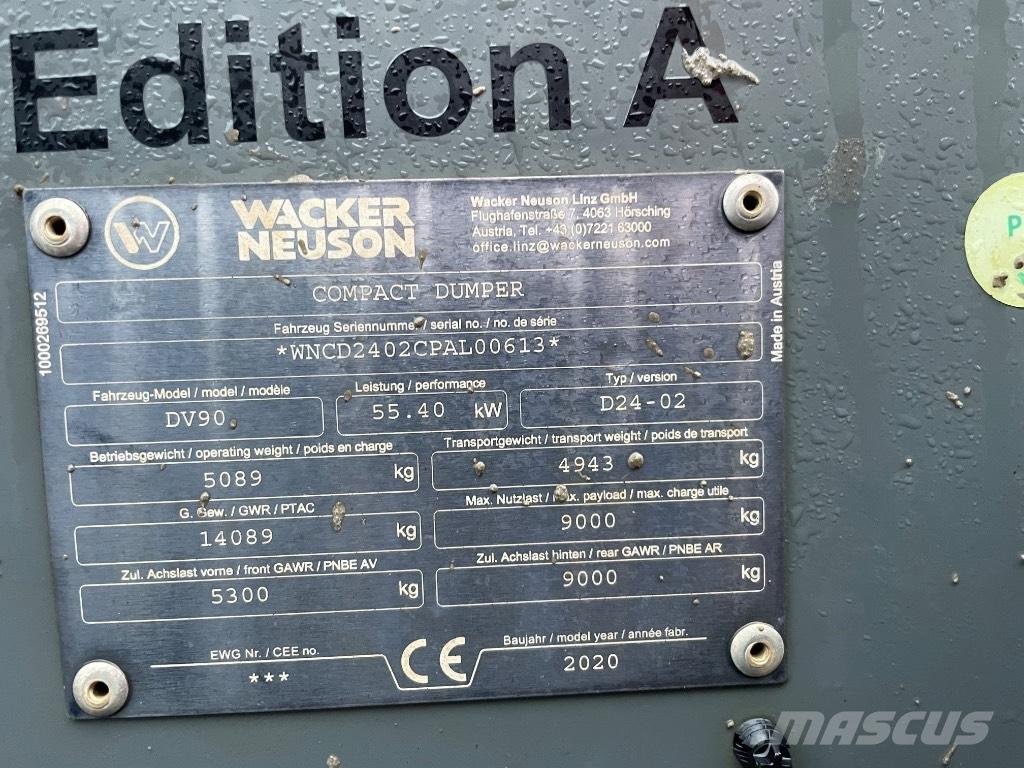 Edition A
WACKER
NEUSON
Wacker Neuson Linz GmbH
Flughafenstraße 7, 4063 Hörsching
Austria, Tel. +43 (0)7221 63000
office.linz@wackerneuson.com
1000269512
Made in Austria
COMPACT DUMPER
Fahrzeug Seriennummer / serial no. / no. de série
*WNCD2402CPAL00613*
Fahrzeug-Model / model / modèle
DV90
Leistung / performance
55.40 kW
Typ / version
D24-02
Betriebsgewicht / operating weight / poids en charge
5089 kg
Transportgewicht / transport weight / poids de transport
4943 kg
G. Gew. / GWR / PTAC
14089 kg
Max. Nutzlast / max. payload / max. charge utile
9000 kg
Zul. Achslast vorne / front GAWR / PNBE AV
5300 kg
Zul. Achslast hinten / rear GAWR / PNBE AR
9000 kg
EWG Nr. / CEE no.
***
CE
Baujahr / model year / année fabr.
2020
P
MASCUS